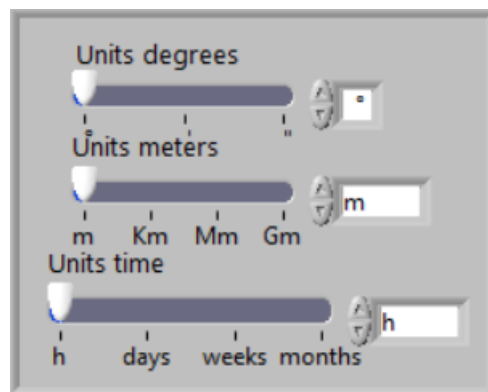 Units degrees
° ' "
°
Units meters
m Km Mm Gm
m
Units time
h days weeks months
h